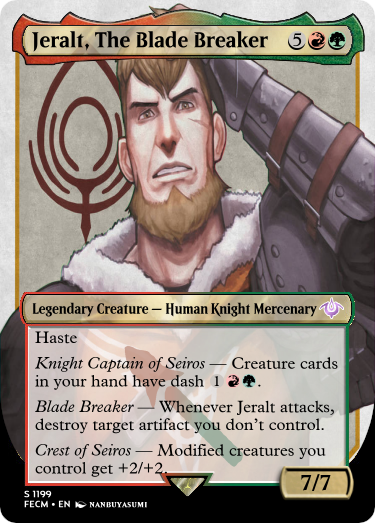 Jeralt, The Blade Breaker 5
Legendary Creature — Human Knight Mercenary
Haste
Knight Captain of Seiros — Creature cards
in your hand have dash 1 .
Blade Breaker — Whenever Jeralt attacks,
destroy target artifact you don't control.
Crest of Seiros — Modified creatures you
control get +2/+2.
7/7
S 1199
FECM • EN NANBUYASUMI